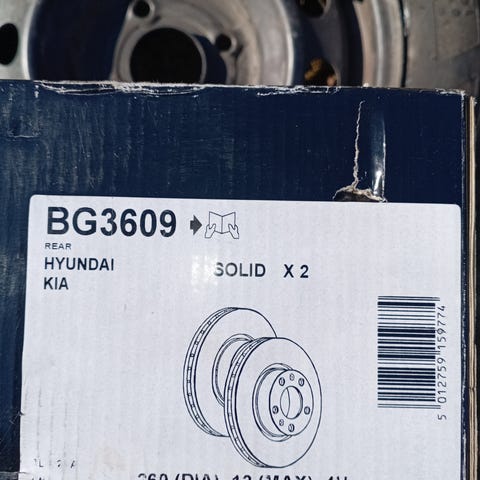 BG3609
REAR
HYUNDAI SOLID X 2
KIA
5 012759 159774